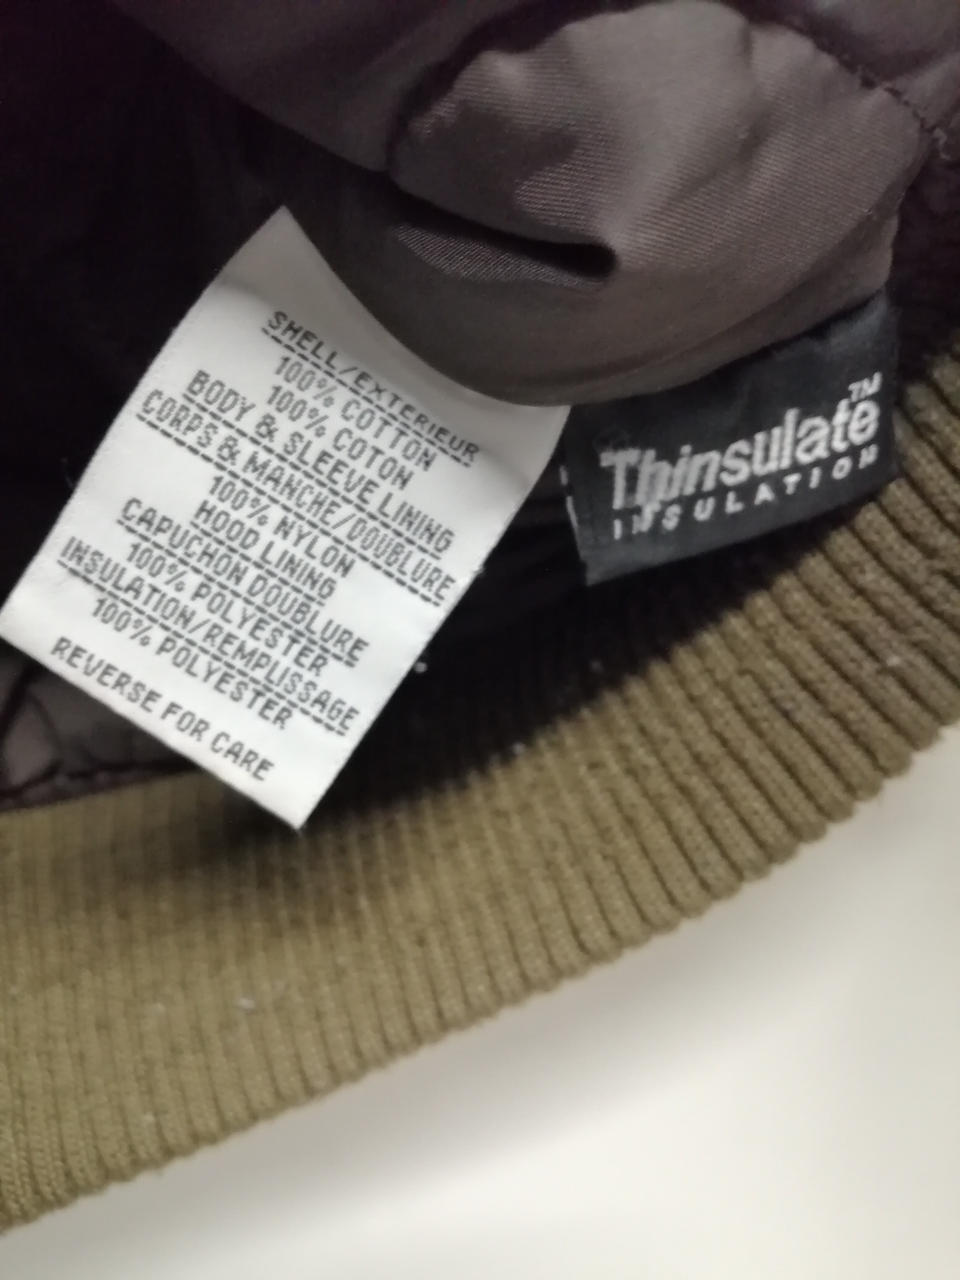 SHELL/EXTERIEUR
100% COTTON
100% COTON
BODY & SLEEVE LINING
CORPS & MANCHE/DOUBLURE
100% NYLON
HOOD LINING
CAPUCHON DOUBLURE
100% POLYESTER
INSULATION/REMPLISSAGE
100% POLYESTER
REVERSE FOR CARE
Thinsulate™
INSULATION